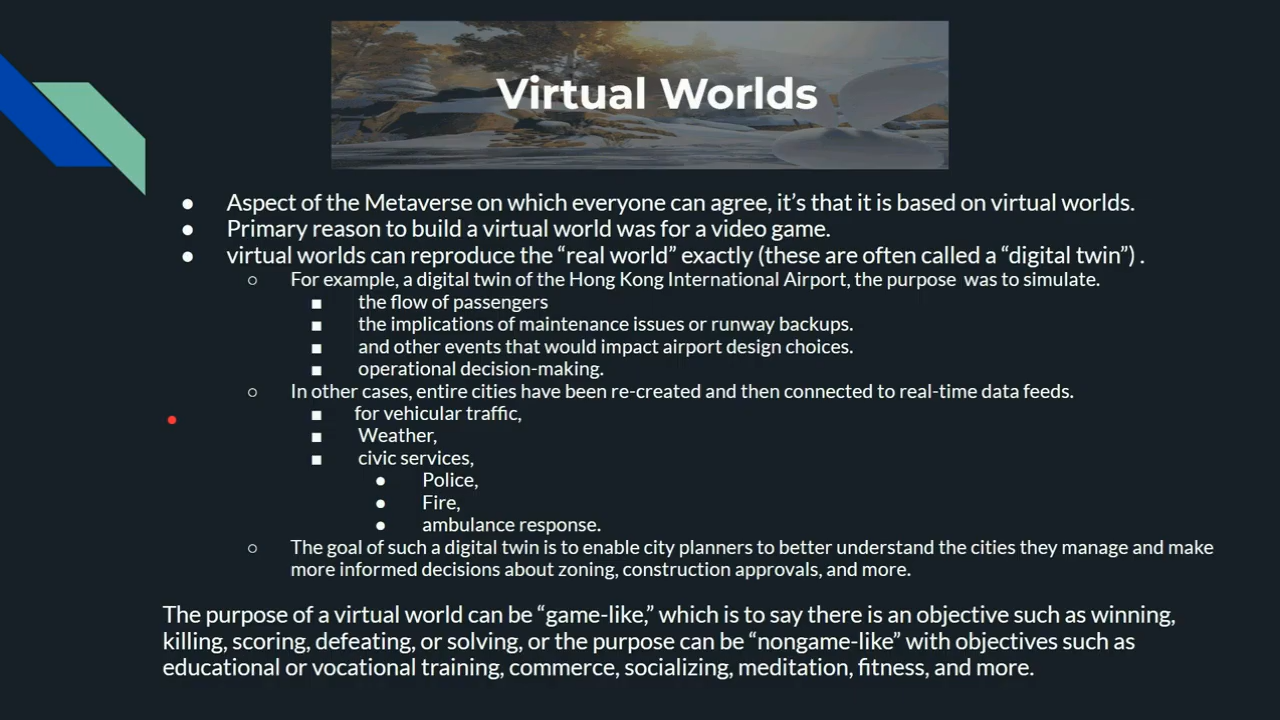 Virtual Worlds
● Aspect of the Metaverse on which everyone can agree, it’s that it is based on virtual worlds.
● Primary reason to build a virtual world was for a video game.
● virtual worlds can reproduce the “real world” exactly (these are often called a “digital twin”) .
○ For example, a digital twin of the Hong Kong International Airport, the purpose was to simulate.
■ the flow of passengers
■ the implications of maintenance issues or runway backups.
■ and other events that would impact airport design choices.
■ operational decision-making.
○ In other cases, entire cities have been re-created and then connected to real-time data feeds.
■ for vehicular traffic,
■ Weather,
■ civic services,
● Police,
● Fire,
● ambulance response.
○ The goal of such a digital twin is to enable city planners to better understand the cities they manage and make
more informed decisions about zoning, construction approvals, and more.
The purpose of a virtual world can be “game-like,” which is to say there is an objective such as winning,
killing, scoring, defeating, or solving, or the purpose can be “nongame-like” with objectives such as
educational or vocational training, commerce, socializing, meditation, fitness, and more.